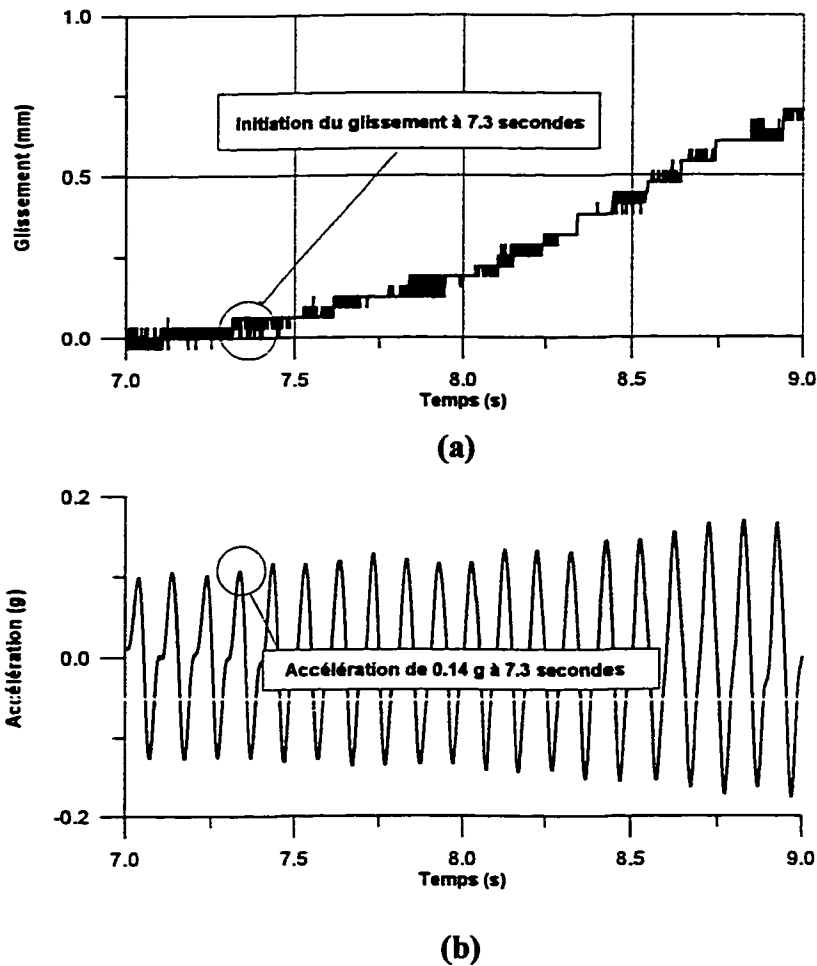 1.0
Initiation du glissement à 7.3 secondes
0.5
0.0
Glissement (mm)
7.0 7.5 8.0 8.5 9.0
Temps (s)
(a)
0.2
0.0
Accélération de 0.14 g à 7.3 secondes
-0.2
Accélération (g)
7.0 7.5 8.0 8.5 9.0
Temps (s)
(b)